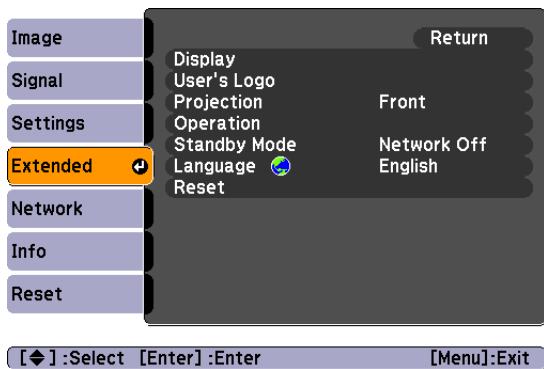 Image
Signal
Settings
Extended
Network
Info
Reset
Return
Display
User's Logo
Projection Front
Operation
Standby Mode Network Off
Language English
Reset
[◆] :Select [Enter] :Enter [Menu]:Exit